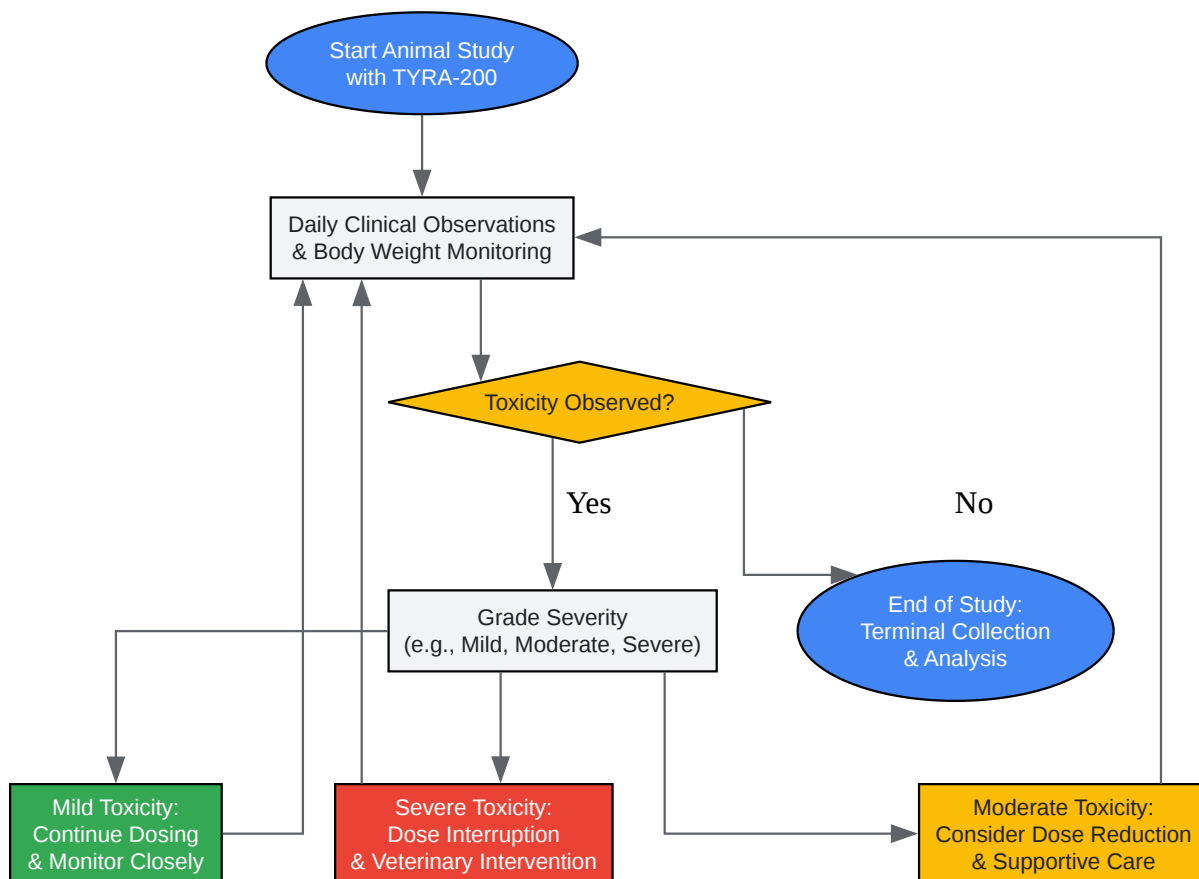 Start Animal Study
with TYRA-200
Daily Clinical Observations
& Body Weight Monitoring
Toxicity Observed?
Yes
No
End of Study:
Terminal Collection
& Analysis
Grade Severity
(e.g., Mild, Moderate, Severe)
Mild Toxicity:
Continue Dosing
& Monitor Closely
Severe Toxicity:
Dose Interruption
& Veterinary Intervention
Moderate Toxicity:
Consider Dose Reduction
& Supportive Care